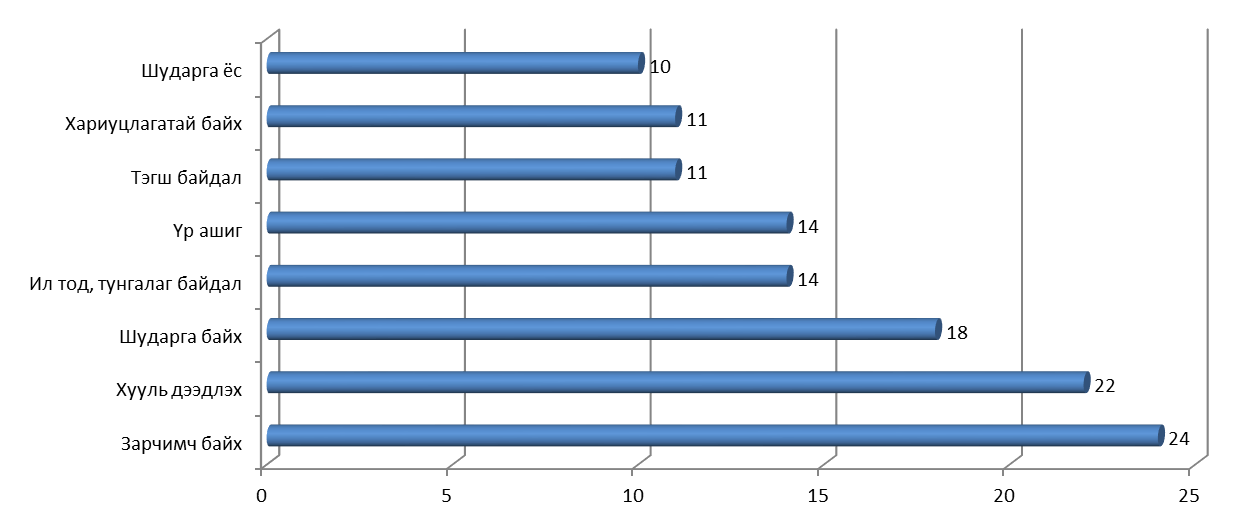 Шударга ёс 10
Хариуцлагатай байх 11
Тэгш байдал 11
Үр ашиг 14
Ил тод, тунгалаг байдал 14
Шударга байх 18
Хууль дээдлэх 22
Зарчимч байх 24
0 5 10 15 20 25